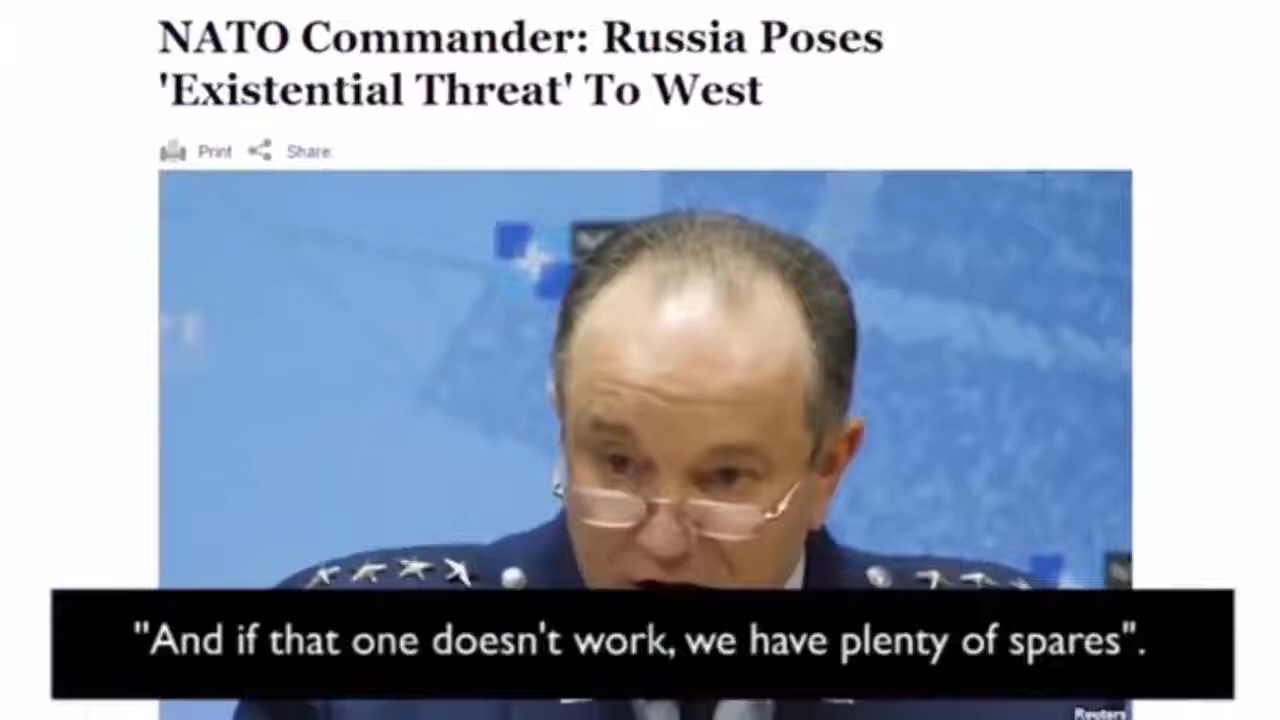 NATO Commander: Russia Poses
'Existential Threat' To West
Print Share:
"And if that one doesn't work, we have plenty of spares".
Reuters